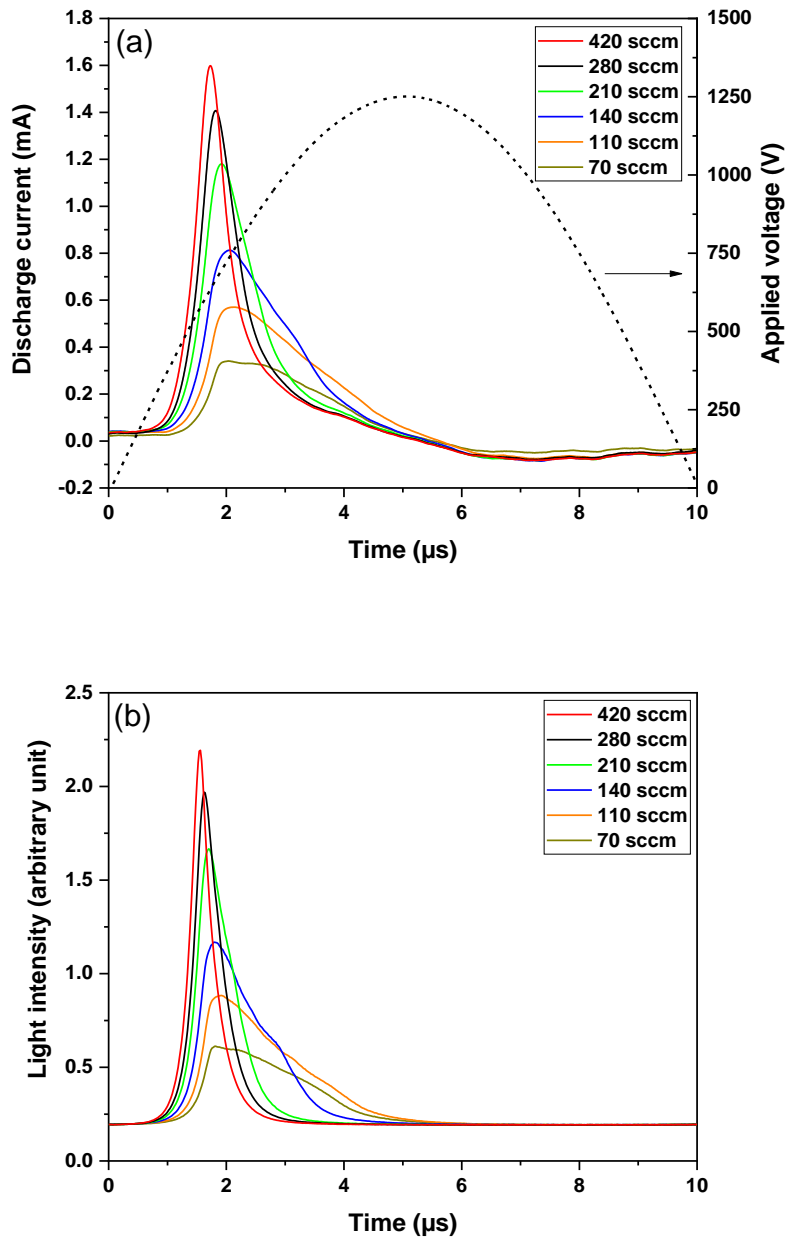 (a)
420 sccm
280 sccm
210 sccm
140 sccm
110 sccm
70 sccm
1.8
1.6
1.4
1.2
1.0
0.8
0.6
0.4
0.2
0.0
-0.2
Discharge current (mA)
1500
1250
1000
750
500
250
0
Applied voltage (V)
0 2 4 6 8 10
Time (µs)
(b)
420 sccm
280 sccm
210 sccm
140 sccm
110 sccm
70 sccm
2.5
2.0
1.5
1.0
0.5
0.0
Light intensity (arbitrary unit)
0 2 4 6 8 10
Time (µs)